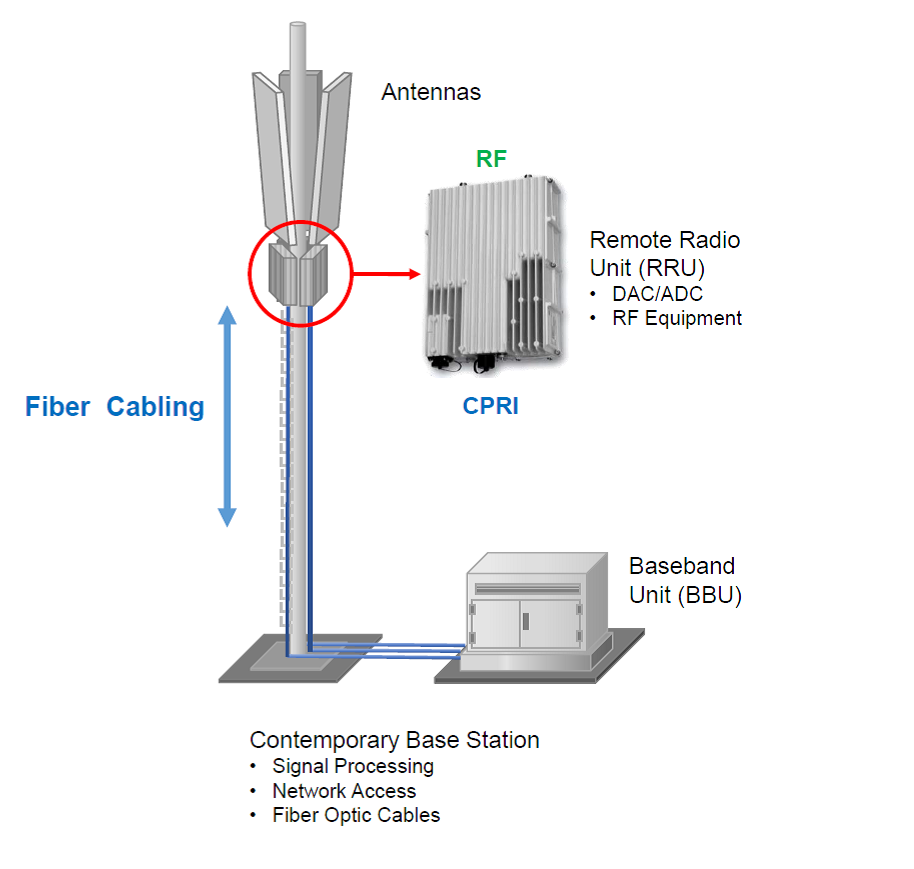 Antennas
RF
Remote Radio
Unit (RRU)
• DAC/ADC
• RF Equipment
Fiber Cabling
CPRI
Baseband
Unit (BBU)
Contemporary Base Station
• Signal Processing
• Network Access
• Fiber Optic Cables